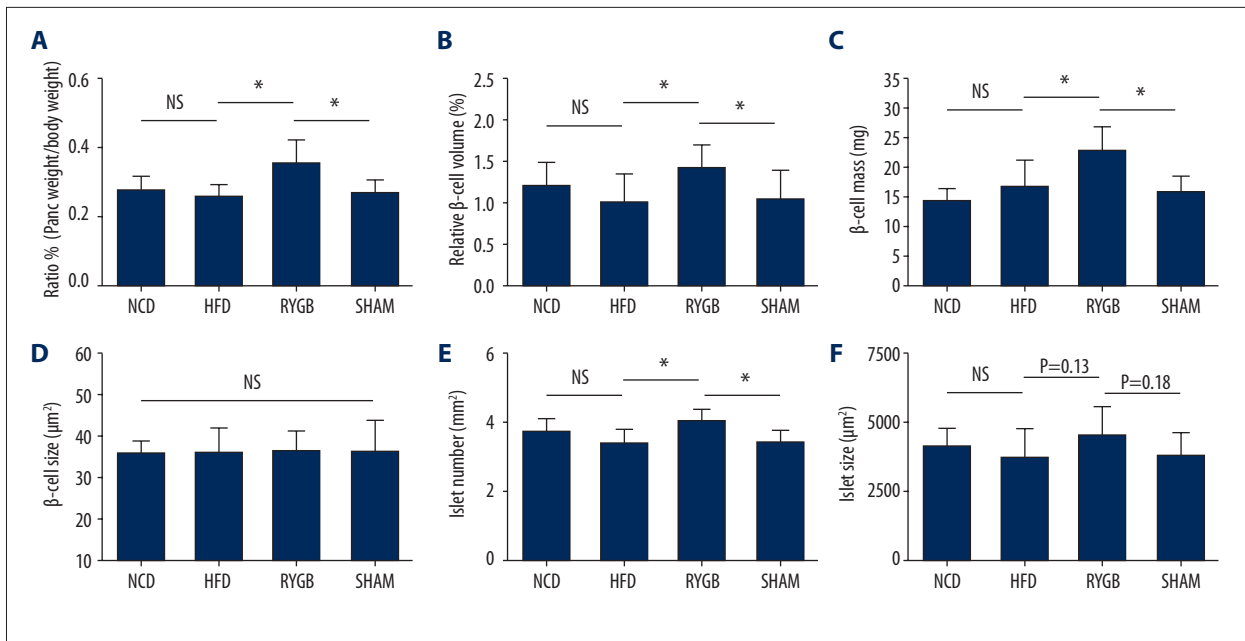 A
Ratio % (Panc weight/body weight)
0.6
0.4
0.2
0.0
NS
*
*
NCD HFD RYGB SHAM
B
Relative β-cell volume (%)
2.5
2.0
1.5
1.0
0.5
0.0
NS
*
*
NCD HFD RYGB SHAM
C
β-cell mass (mg)
35
30
25
20
15
10
5
0
NS
*
*
NCD HFD RYGB SHAM
D
β-cell size (µm²)
60
50
40
30
20
10
NS
NCD HFD RYGB SHAM
E
Islet number (mm²)
6
4
2
0
NS
*
*
NCD HFD RYGB SHAM
F
Islet size (µm²)
7500
5000
2500
0
NS
P=0.13
P=0.18
NCD HFD RYGB SHAM